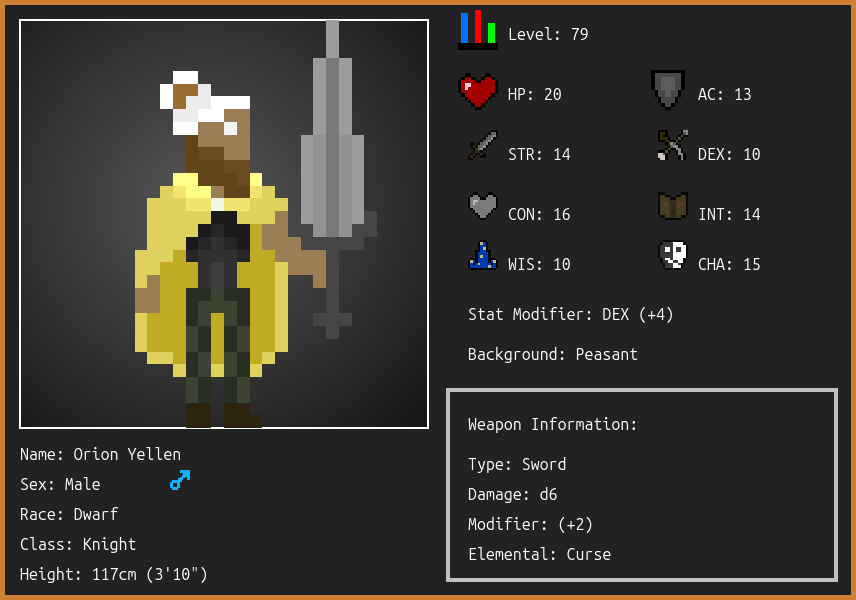 Level: 79
HP: 20
AC: 13
STR: 14
DEX: 10
CON: 16
INT: 14
WIS: 10
CHA: 15
Stat Modifier: DEX (+4)
Background: Peasant
Weapon Information:
Type: Sword
Damage: d6
Modifier: (+2)
Elemental: Curse
Name: Orion Yellen
Sex: Male
Race: Dwarf
Class: Knight
Height: 117cm (3'10")